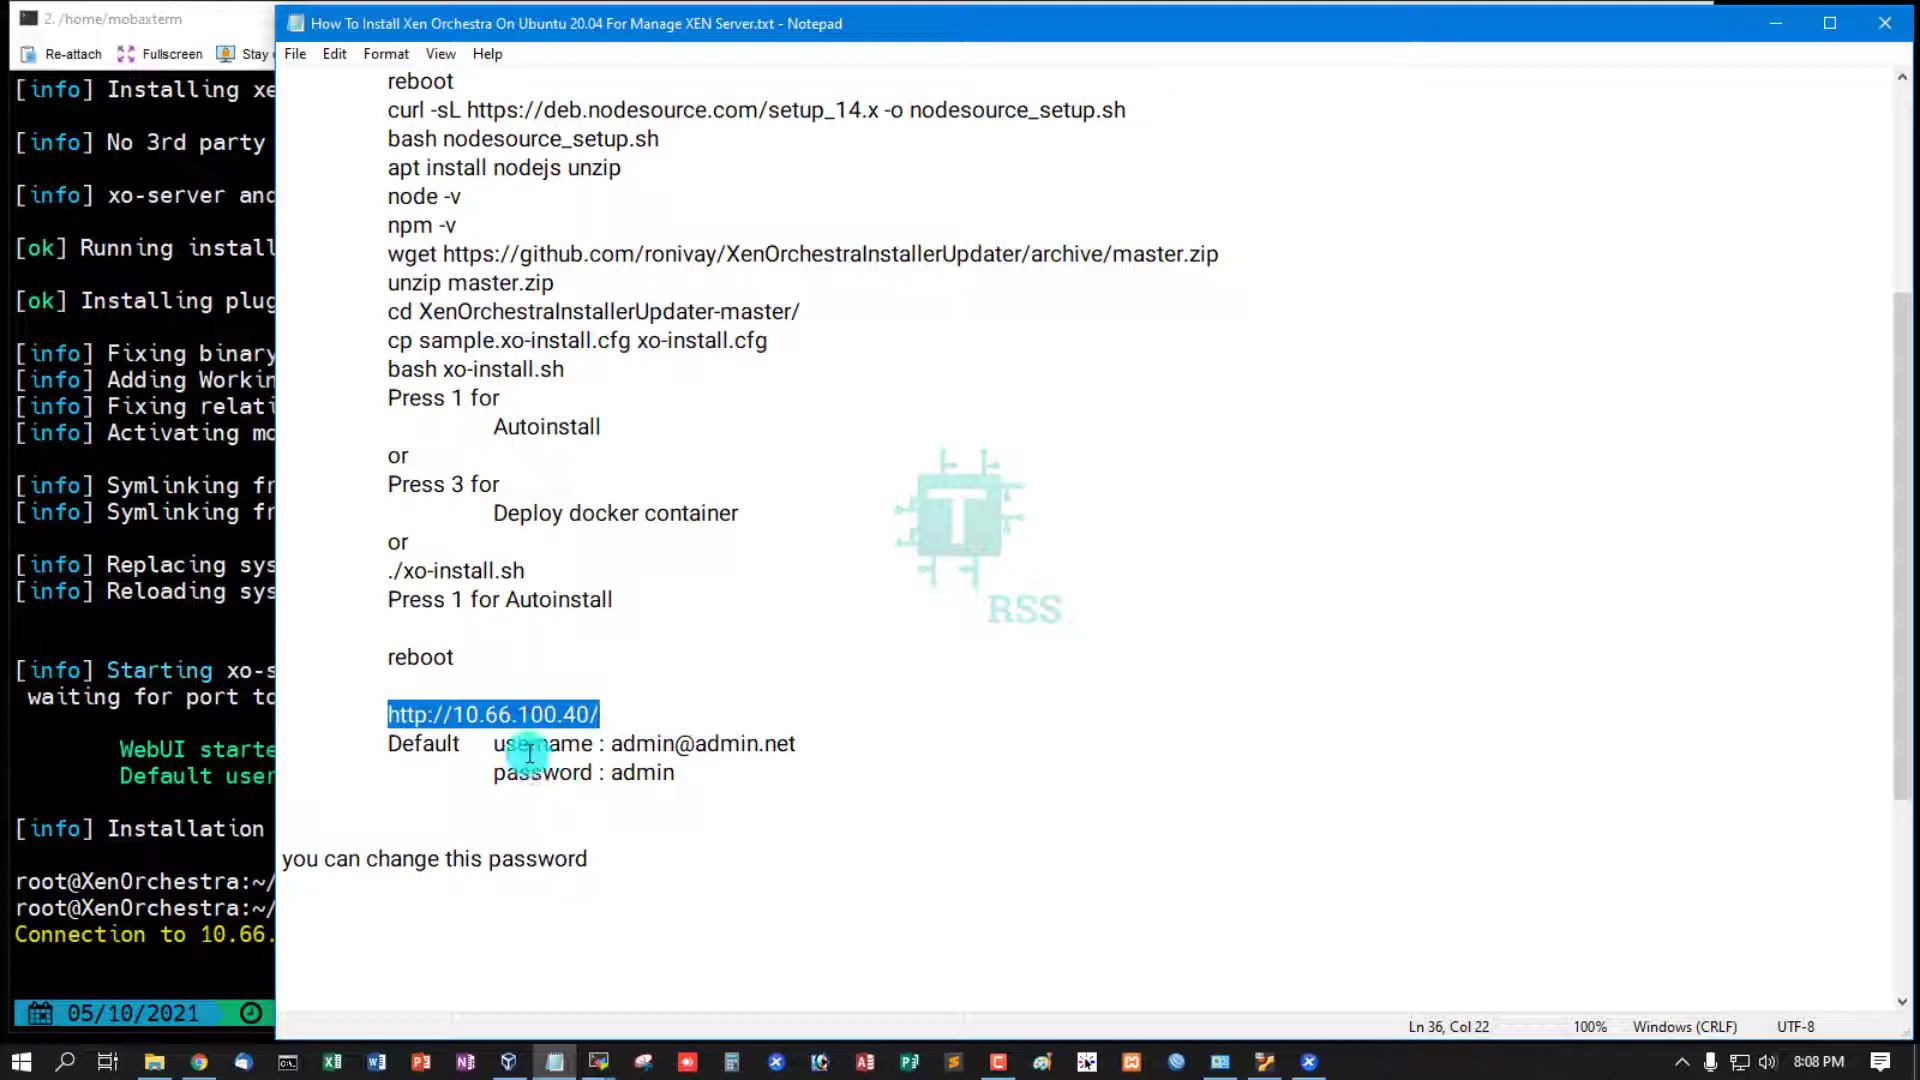 2. /home/mobaxterm
How To Install Xen Orchestra On Ubuntu 20.04 For Manage XEN Server.txt - Notepad
Re-attach Fullscreen Stay
File Edit Format View Help
[info] Installing xe
[info] No 3rd party
[info] xo-server and
[ok] Running install
[ok] Installing plug
[info] Fixing binary
[info] Adding Workin
[info] Fixing relati
[info] Activating mo
[info] Symlinking fr
[info] Symlinking fr
[info] Replacing sys
[info] Reloading sys
[info] Starting xo-s
waiting for port to
WebUI starte
Default user
[info] Installation
root@XenOrchestra:~/
root@XenOrchestra:~/
Connection to 10.66.
05/10/2021
reboot
curl -sL https://deb.nodesource.com/setup_14.x -o nodesource_setup.sh
bash nodesource_setup.sh
apt install nodejs unzip
node -v
npm -v
wget https://github.com/ronivay/XenOrchestraInstallerUpdater/archive/master.zip
unzip master.zip
cd XenOrchestraInstallerUpdater-master/
cp sample.xo-install.cfg xo-install.cfg
bash xo-install.sh
Press 1 for
Autoinstall
or
Press 3 for
Deploy docker container
or
./xo-install.sh
Press 1 for Autoinstall
reboot
http://10.66.100.40/
Default username : admin@admin.net
password : admin
you can change this password
T
RSS
Ln 36, Col 22 100% Windows (CRLF) UTF-8
8:08 PM